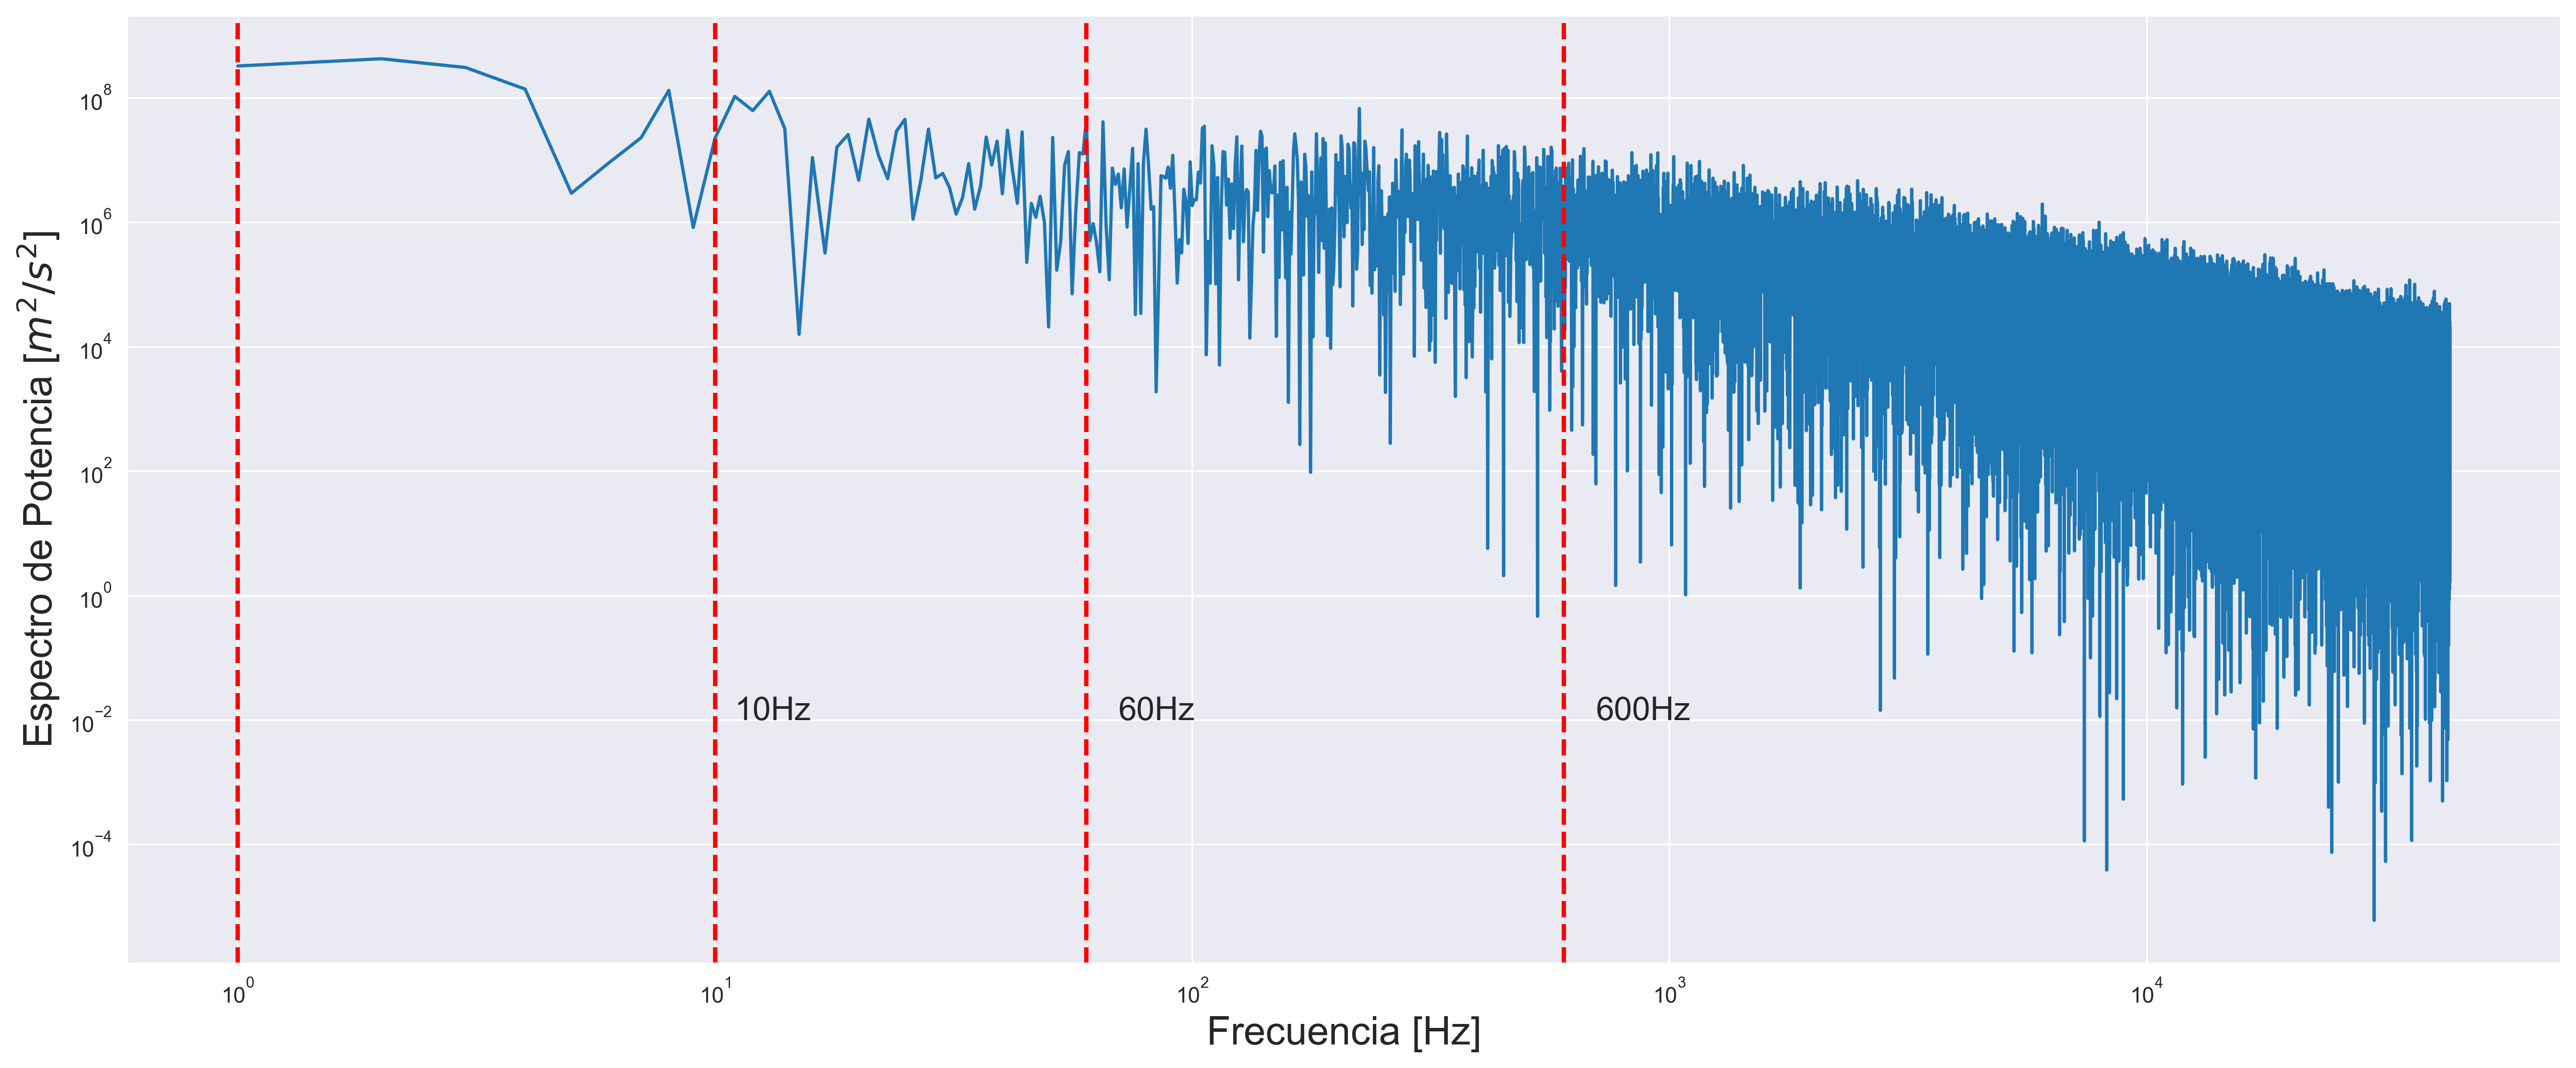 Espectro de Potencia [m²/s²]
10⁸
10⁶
10⁴
10²
10⁰
10⁻²
10⁻⁴
10Hz
60Hz
600Hz
10⁰ 10¹ 10² 10³ 10⁴
Frecuencia [Hz]